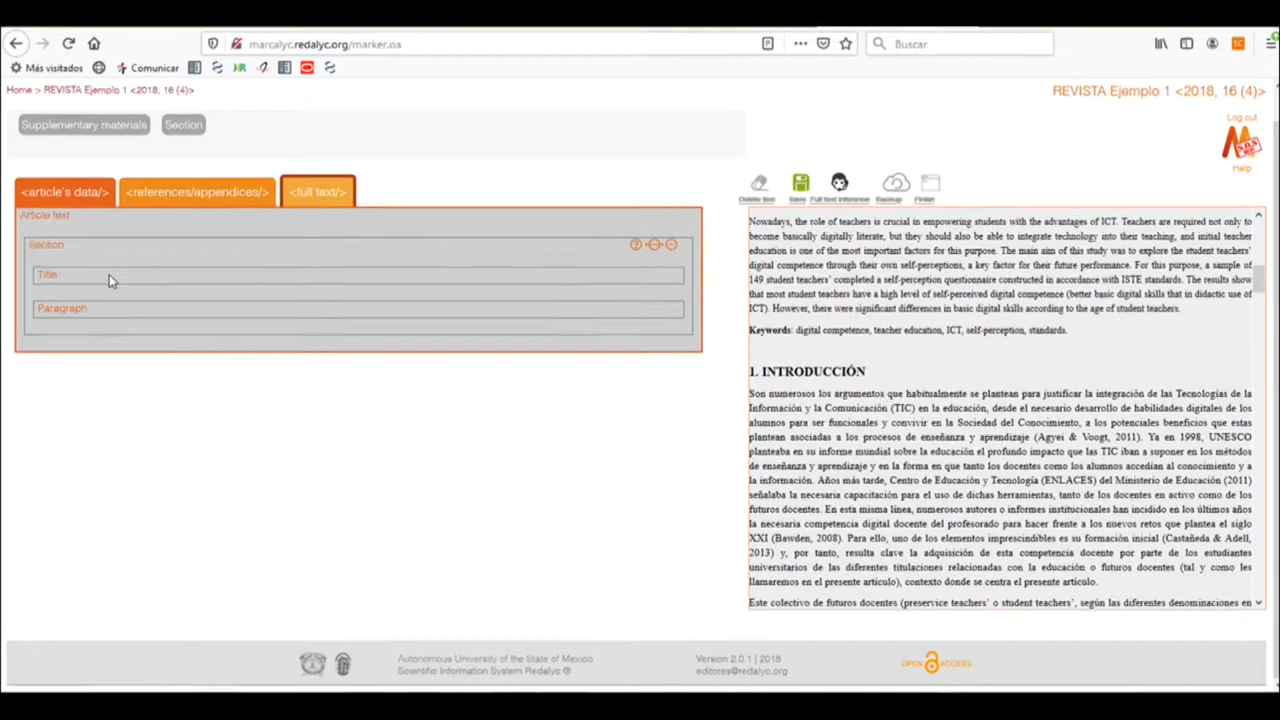 marcalyc.redalyc.org/marker.oa
Buscar
Más visitados
Comunicar
Home > REVISTA Ejemplo 1 <2018, 16 (4)>
REVISTA Ejemplo 1 <2018, 16 (4)>
Supplementary materials
Section
Log out
Help
<article's data/>
<references/appendices/>
<full text/>
Delete text
Save
Full text inference
Backup
Finish
Article text
Section
Title
Paragraph
Nowadays, the role of teachers is crucial in empowering students with the advantages of ICT. Teachers are required not only to
become basically digitally literate, but they should also be able to integrate technology into their teaching, and initial teacher
education is one of the most important factors for this purpose. The main aim of this study was to explore the student teachers'
digital competence through their own self-perceptions, a key factor for their future performance. For this purpose, a sample of
149 student teachers' completed a self-perception questionnaire constructed in accordance with ISTE standards. The results show
that most student teachers have a high level of self-perceived digital competence (better basic digital skills that in didactic use of
ICT). However, there were significant differences in basic digital skills according to the age of student teachers.
Keywords: digital competence, teacher education, ICT, self-perception, standards.
1. INTRODUCCIÓN
Son numerosos los argumentos que habitualmente se plantean para justificar la integración de las Tecnologías de la
Información y la Comunicación (TIC) en la educación, desde el necesario desarrollo de habilidades digitales de los
alumnos para ser funcionales y convivir en la Sociedad del Conocimiento, a los potenciales beneficios que estas
plantean asociadas a los procesos de enseñanza y aprendizaje (Agyei & Voogt, 2011). Ya en 1998, UNESCO
planteaba en su informe mundial sobre la educación el profundo impacto que las TIC iban a suponer en los métodos
de enseñanza y aprendizaje y en la forma en que tanto los docentes como los alumnos accedían al conocimiento y a
la información. Años más tarde, Centro de Educación y Tecnología (ENLACES) del Ministerio de Educación (2011)
señalaba la necesaria capacitación para el uso de dichas herramientas, tanto de los docentes en activo como de los
futuros docentes. En esta misma línea, numerosos autores o informes institucionales han incidido en los últimos años
la necesaria competencia digital docente del profesorado para hacer frente a los nuevos retos que plantea el siglo
XXI (Bawden, 2008). Para ello, uno de los elementos imprescindibles es su formación inicial (Castañeda & Adell,
2013) y, por tanto, resulta clave la adquisición de esta competencia docente por parte de los estudiantes
universitarios de las diferentes titulaciones relacionadas con la educación o futuros docentes (tal y como les
llamaremos en el presente artículo), contexto donde se centra el presente artículo.
Este colectivo de futuros docentes (preservice teachers' o student teachers', según las diferentes denominaciones en
Autonomous University of the State of Mexico
Scientific Information System Redalyc ®
Version 2.0.1 | 2018
editores@redalyc.org
OPEN ACCESS